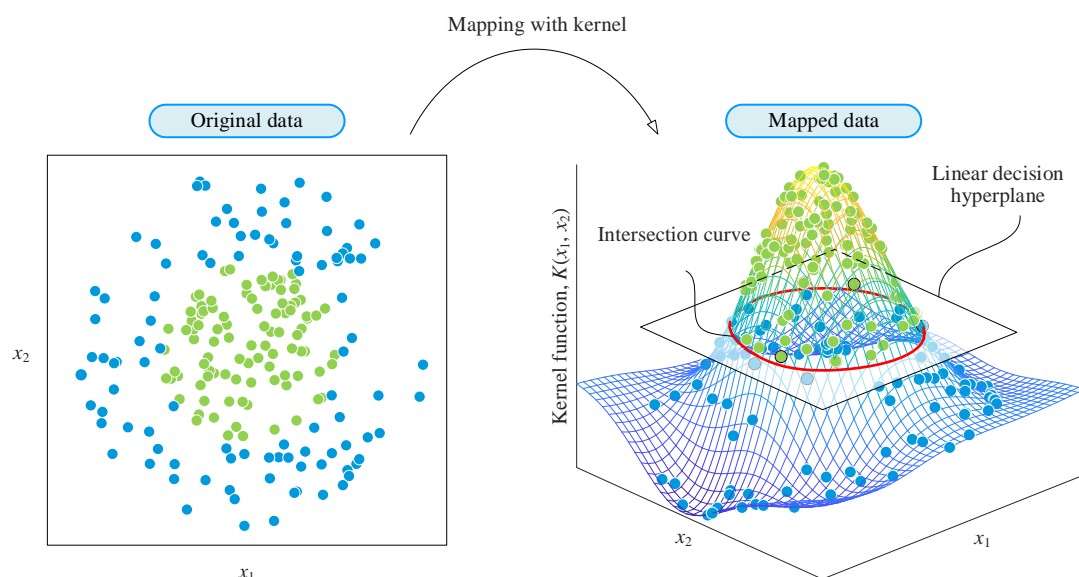 Mapping with kernel
Original data
Mapped data
Linear decision
hyperplane
Intersection curve
Kernel function, K(x₁, x₂)
x₂
x₁
x₂
x₁